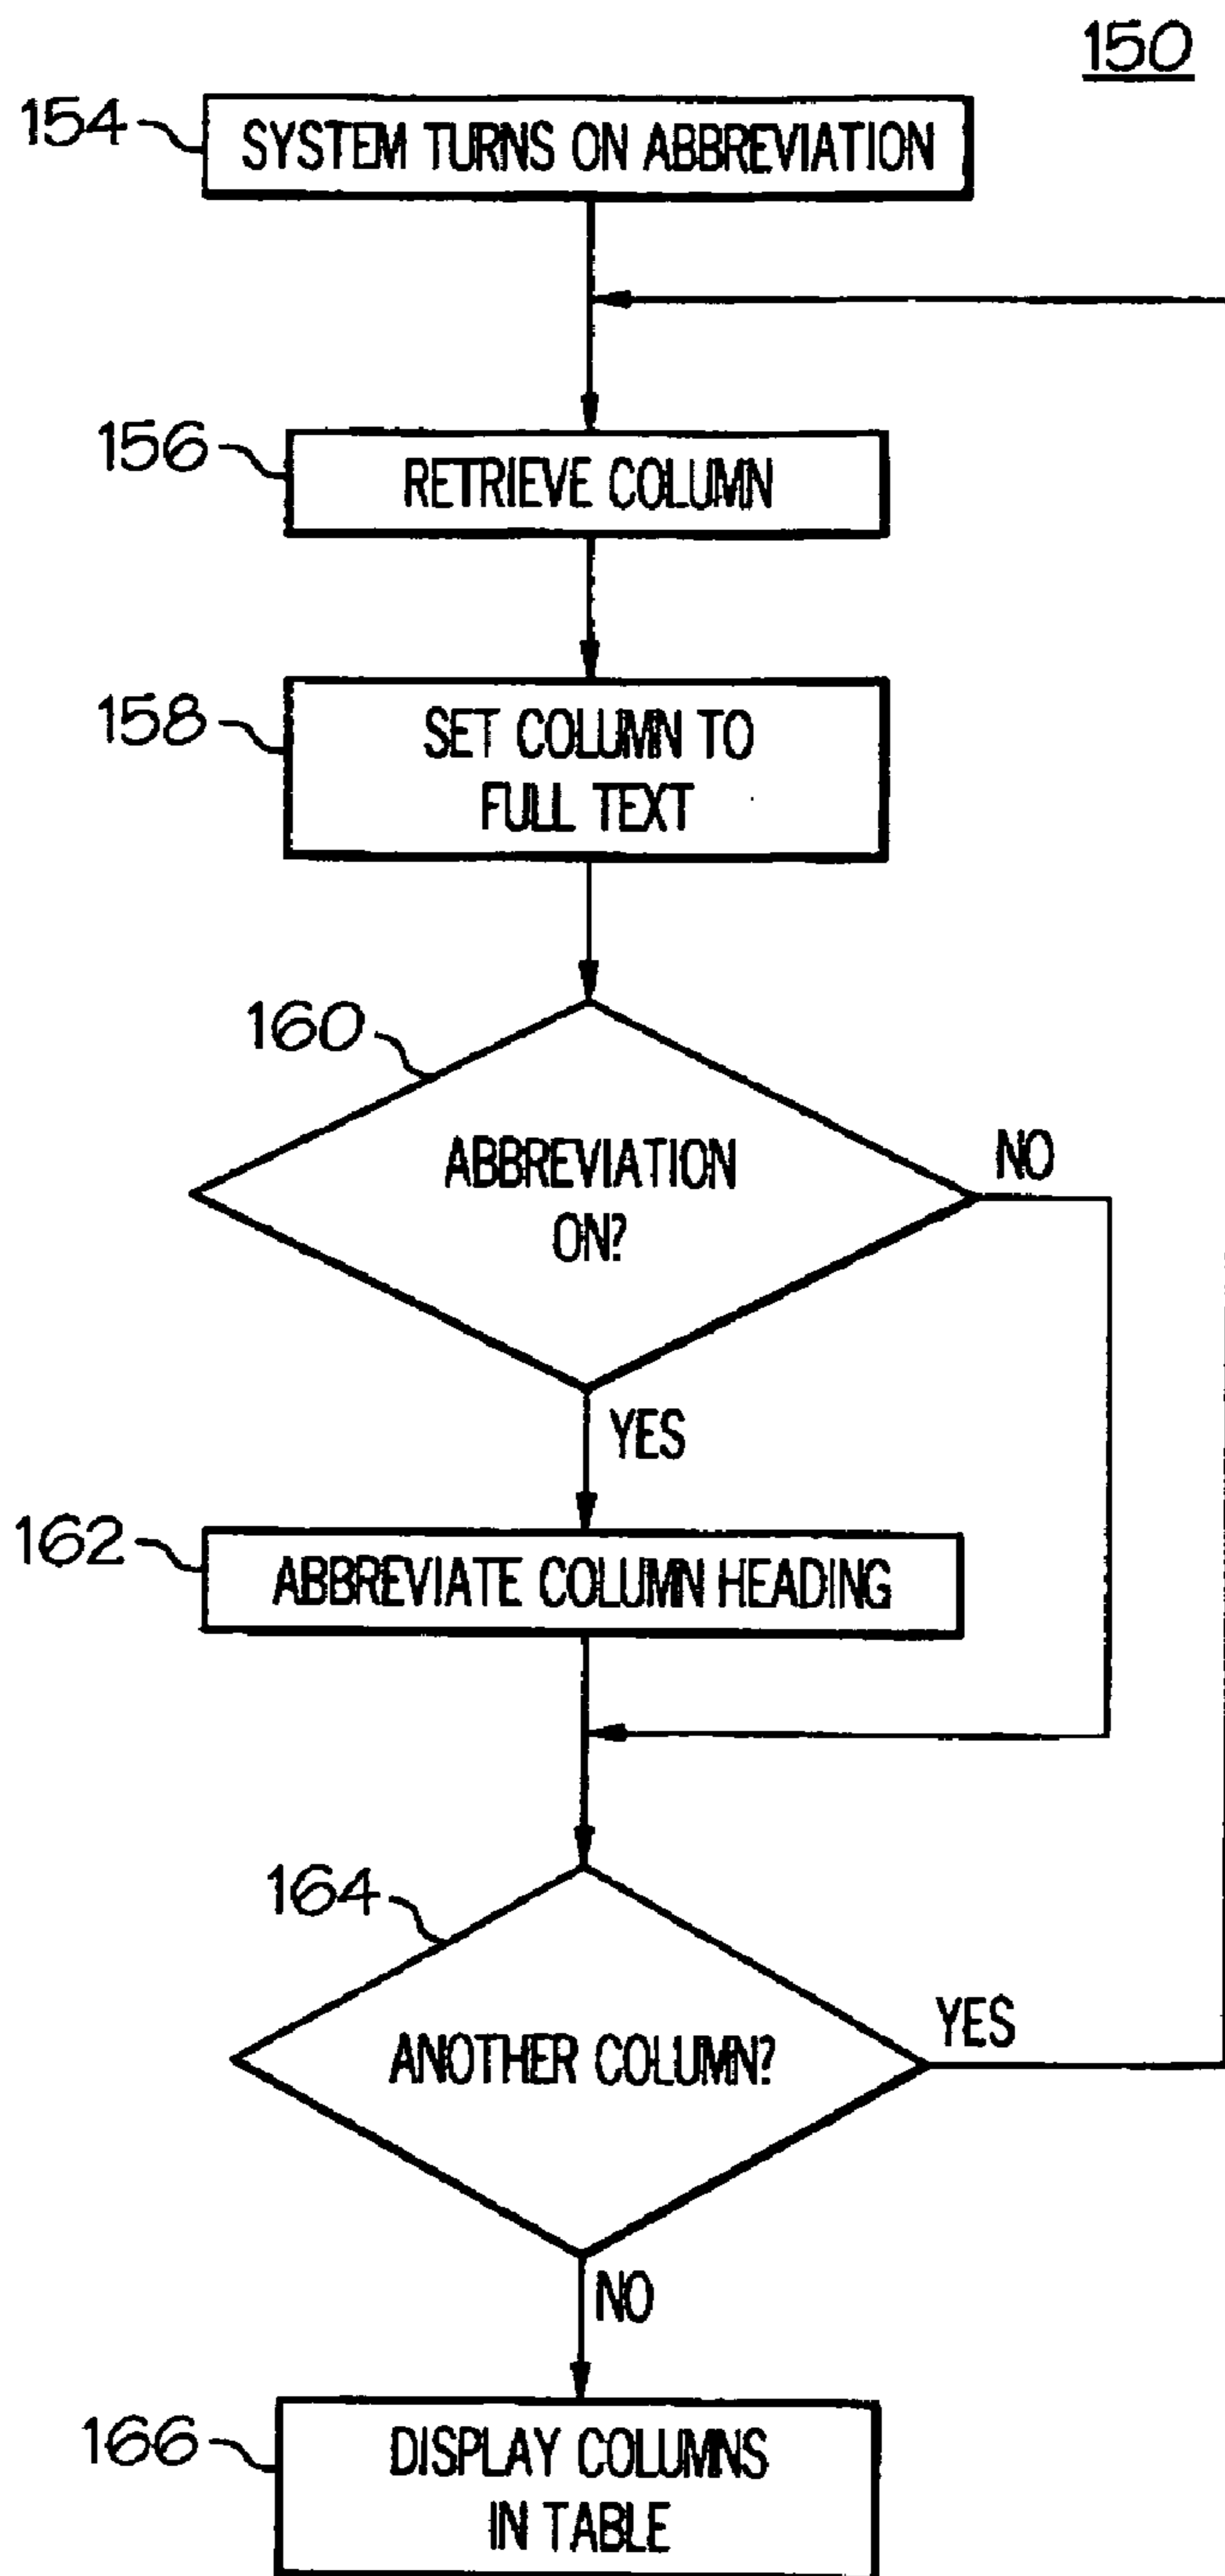 150
154
SYSTEM TURNS ON ABBREVIATION
156
RETRIEVE COLUMN
158
SET COLUMN TO
FULL TEXT
160
ABBREVIATION
ON?
NO
YES
162
ABBREVIATE COLUMN HEADING
164
ANOTHER COLUMN?
YES
NO
166
DISPLAY COLUMNS
IN TABLE